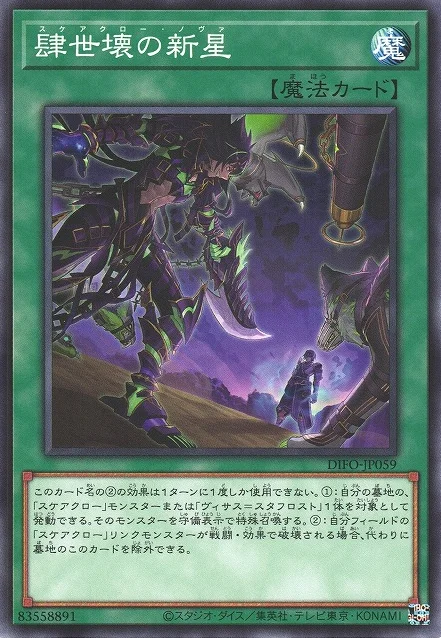 スケアクロー・ノヴァ
肆世壊の新星
魔
まほう
【魔法カード】
DIFO-JP059
このカード名の②の効果は1ターンに1度しか使用できない。①:自分の墓地の、
「スケアクロー」モンスターまたは「ヴィサス=スタフロスト」1体を対象として
発動できる。そのモンスターを守備表示で特殊召喚する。②:自分フィールドの
「スケアクロー」リンクモンスターが戦闘・効果で破壊される場合、代わりに
墓地のこのカードを除外できる。
83558891
©スタジオ・ダイス/集英社・テレビ東京・KONAMI